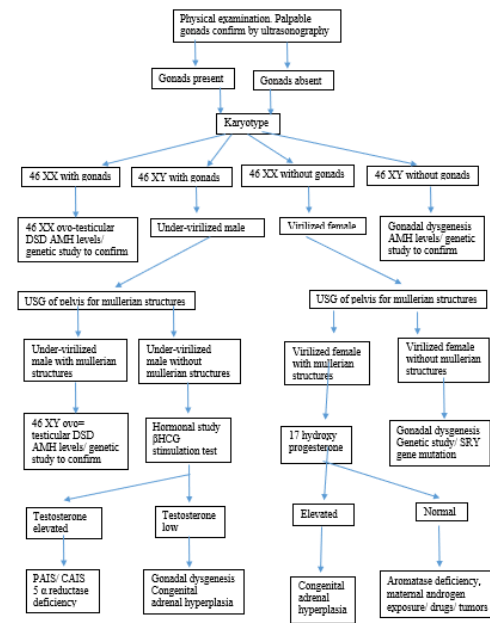 Physical examination. Palpable
gonads confirm by ultrasonography
Gonads present
Gonads absent
Karyotype
46 XX with gonads
46 XY with gonads
46 XX without gonads
46 XY without gonads
46 XX ovo-testicular
DSD AMH levels/
genetic study to confirm
Under-virilized male
Virilized female
Gonadal dysgenesis
AMH levels/ genetic
study to confirm
USG of pelvis for mullerian structures
USG of pelvis for mullerian structures
Under-virilized
male with mullerian
structures
Under-virilized
male without
mullerian structures
Virilized female
with mullerian
structures
Virilized female
without mullerian
structures
46 XY ovo=
testicular DSD
AMH levels/ genetic
study to confirm
Hormonal study
βHCG
stimulation test
17 hydroxy
progesterone
Gonadal dysgenesis
Genetic study/ SRY
gene mutation
Testosterone
elevated
Testosterone
low
Elevated
Normal
PAIS/ CAIS
5 α reductase
deficiency
Gonadal dysgenesis
Congenital
adrenal hyperplasia
Congenital
adrenal
hyperplasia
Aromatase deficiency,
maternal androgen
exposure/ drugs/ tumors